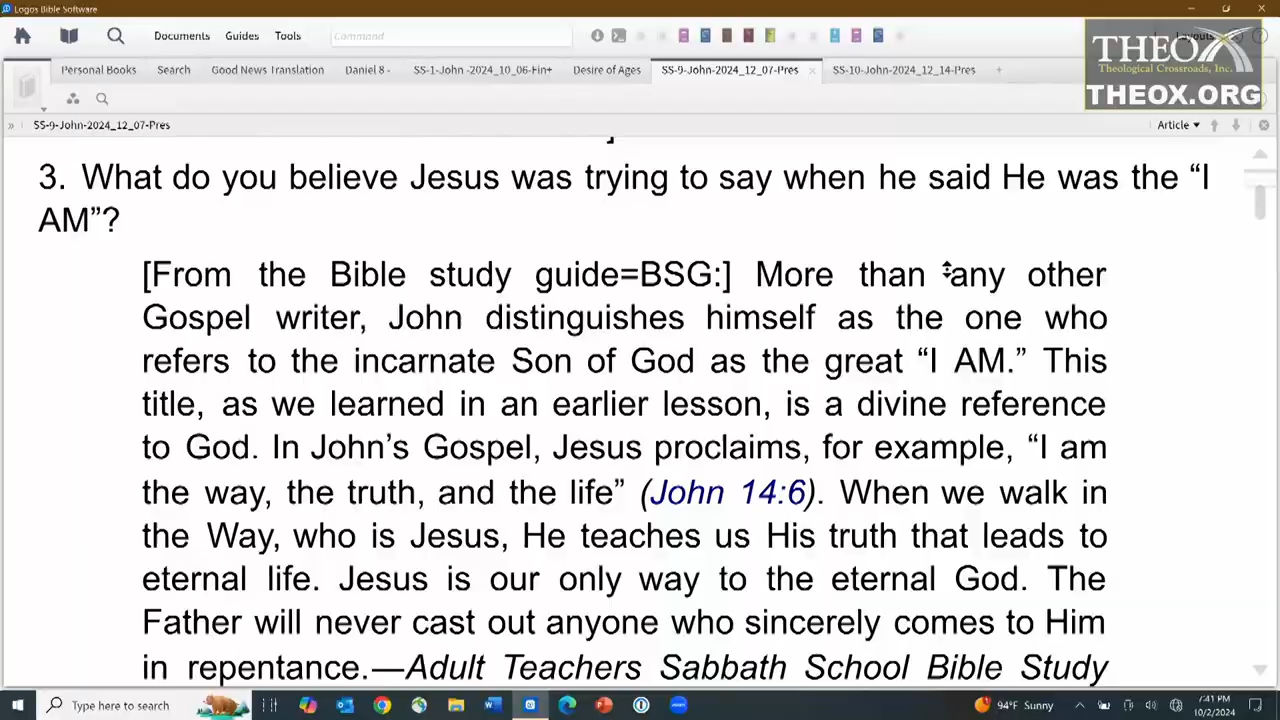 Logos Bible Software
Documents Guides Tools Command
THEOX
Theological Crossroads, Inc.
THEOX.ORG
Personal Books Search Good News Translation Daniel 8- Desire of Ages SS-9-John-2024_12_07-Pres SS-10-John-2024_12_14-Pres
SS-9-John-2024_12_07-Pres Article
3. What do you believe Jesus was trying to say when he said He was the “I
AM”?
[From the Bible study guide=BSG:] More than any other
Gospel writer, John distinguishes himself as the one who
refers to the incarnate Son of God as the great “I AM.” This
title, as we learned in an earlier lesson, is a divine reference
to God. In John’s Gospel, Jesus proclaims, for example, “I am
the way, the truth, and the life” (John 14:6). When we walk in
the Way, who is Jesus, He teaches us His truth that leads to
eternal life. Jesus is our only way to the eternal God. The
Father will never cast out anyone who sincerely comes to Him
in repentance.—Adult Teachers Sabbath School Bible Study
Type here to search
94°F Sunny
7:41 PM
10/2/2024